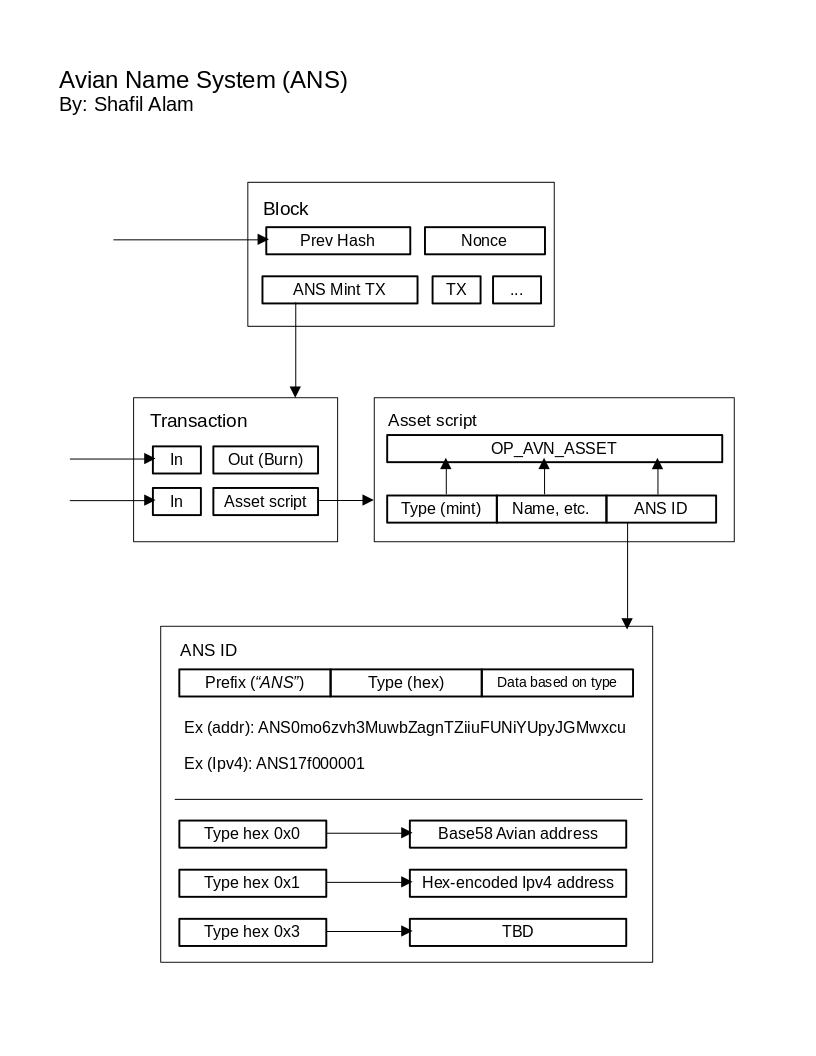 Avian Name System (ANS)
By: Shafil Alam
Block
Prev Hash
Nonce
ANS Mint TX
TX
...
Transaction
In
Out (Burn)
In
Asset script
Asset script
OP_AVN_ASSET
Type (mint)
Name, etc.
ANS ID
ANS ID
Prefix (“ANS”)
Type (hex)
Data based on type
Ex (addr): ANS0mo6zvh3MuwbZagnTZiiuFUNiYUpyJGMwxcu
Ex (Ipv4): ANS17f000001
Type hex 0x0
Base58 Avian address
Type hex 0x1
Hex-encoded Ipv4 address
Type hex 0x3
TBD